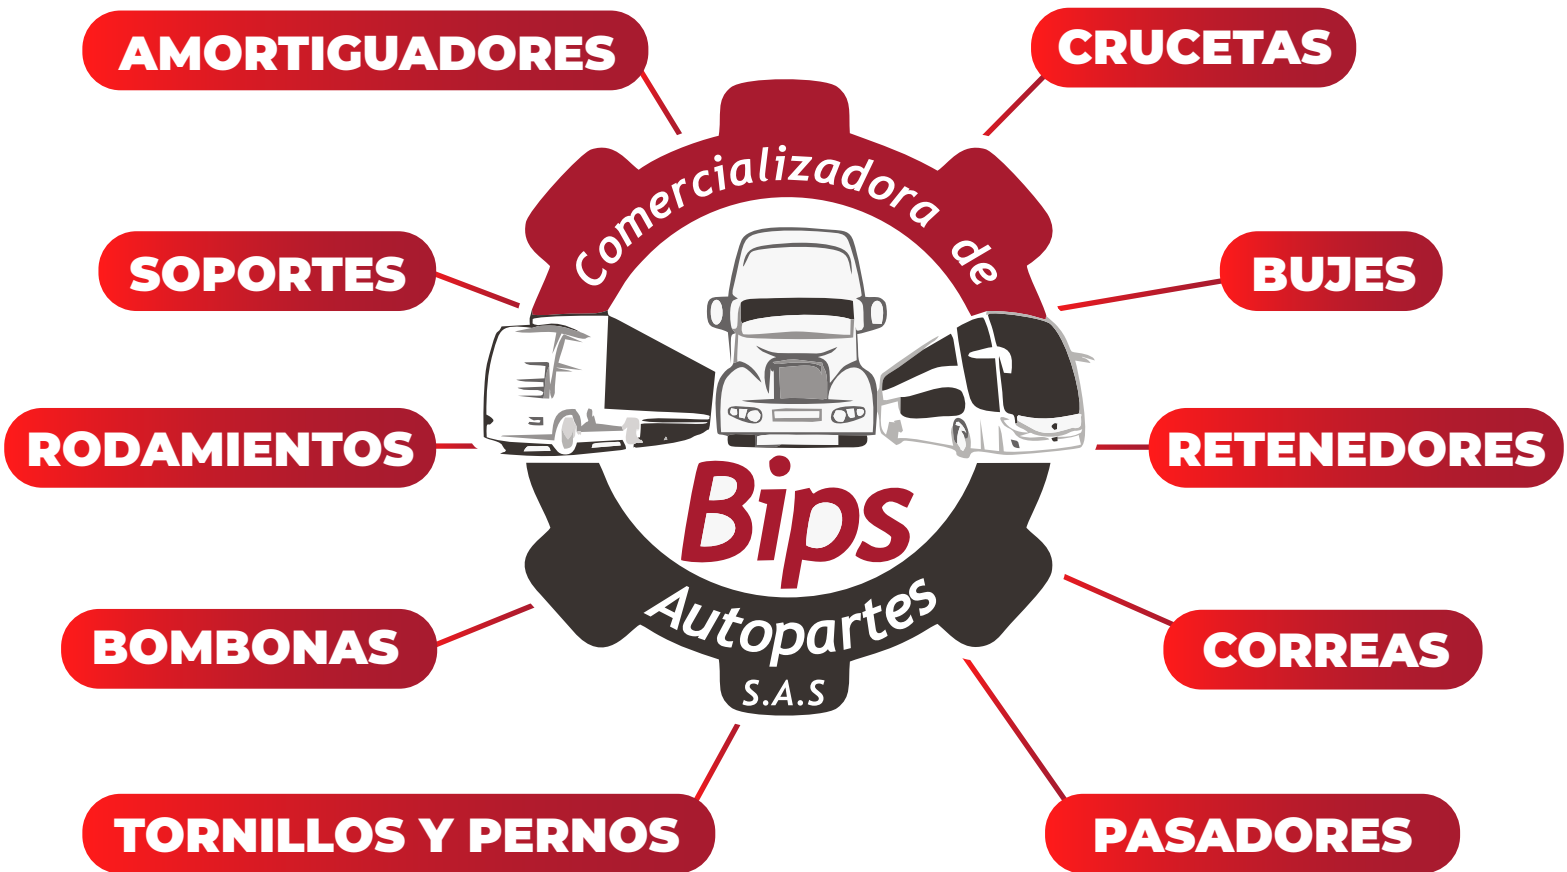 AMORTIGUADORES
CRUCETAS
Comercializadora de
SOPORTES
BUJES
RODAMIENTOS
RETENEDORES
Bips
Autopartes
S.A.S
BOMBONAS
CORREAS
TORNILLOS Y PERNOS
PASADORES